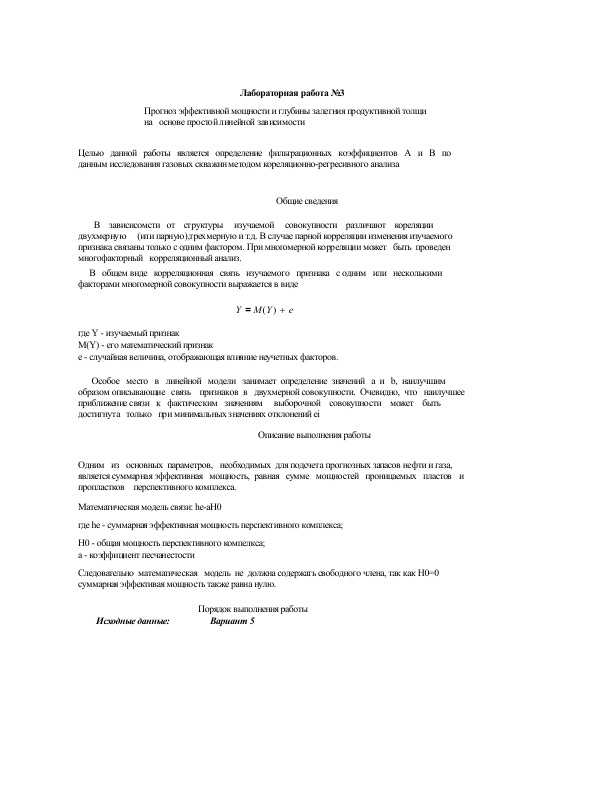 Лабораторная работа №3
Прогноз эффективной мощности и глубины залегния продуктивной толщи
на основе простой линейной зависимости
Целью данной работы является определение фильтрационных коэффициентов А и В по
данным исследования газовых скважин методом кореляционно-регресивного анализа
Общие сведения
В зависисомсти от структуры изучаемой совокупности различают кореляции
двухмерную (или парную),трехмерную и т.д. В случае парной корреляции изменения изучаемого
признака связаны только с одним фактором. При многомерной корреляции может быть проведен
многофакторный корреляционный анализ.
В общем виде корреляционная связь изучаемого признака с одним или несколькими
факторами многомерной совокупности выражается в виде
Y = M(Y) + e
где Y - изучаемый признак
M(Y) - его математический признак
е - случайная величина, отображающая влияние неучетных факторов.
Особое место в линейной модели занимает определение значений a и b, наилучшим
образом описывающие связь признаков в двухмерной совокупности. Очевидно, что наилучшее
приближение связи к фактическим значениям выборочной совокупности может быть
достигнута только при минимальных значениях отклонений ei
Описание выполнения работы
Одним из основных параметров, необходимых для подсчета прогнозных запасов нефти и газа,
является суммарная эффективная мощность, равная сумме мощностей проницаемых пластов и
пропластков перспективного комплекса.
Математическая модель связи: he-aH0
где he - суммарная эффективная мощность перспективного комплекса;
H0 - общая мощность перспективного компелкса;
a - коэффициент песчанестости
Следовательно математическая модель не должна содержать свободного члена, так как H0=0
суммарная эффективая мощность также равна нулю.
Порядок выполнения работы
Исходные данные: Вариант 5